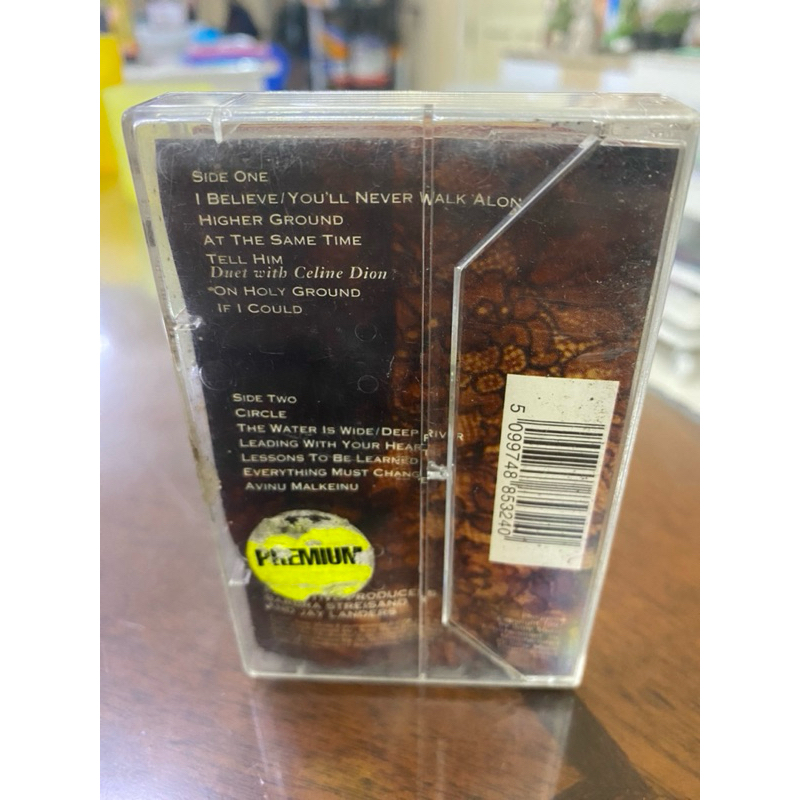 SIDE ONE
I BELIEVE/YOU'LL NEVER WALK ALON
HIGHER GROUND
AT THE SAME TIME
TELL HIM
Duet with Celine Dion
*ON HOLY GROUND
IF I COULD
SIDE TWO
CIRCLE
THE WATER IS WIDE/DEEP RIVER
LEADING WITH YOUR HEART
LESSONS TO BE LEARNED
EVERYTHING MUST CHANGE
AVINU MALKEINU
5 099748 853240
PREMIUM
PRODUCERS
BARBRA STREISAND
AND JAY LANDERS